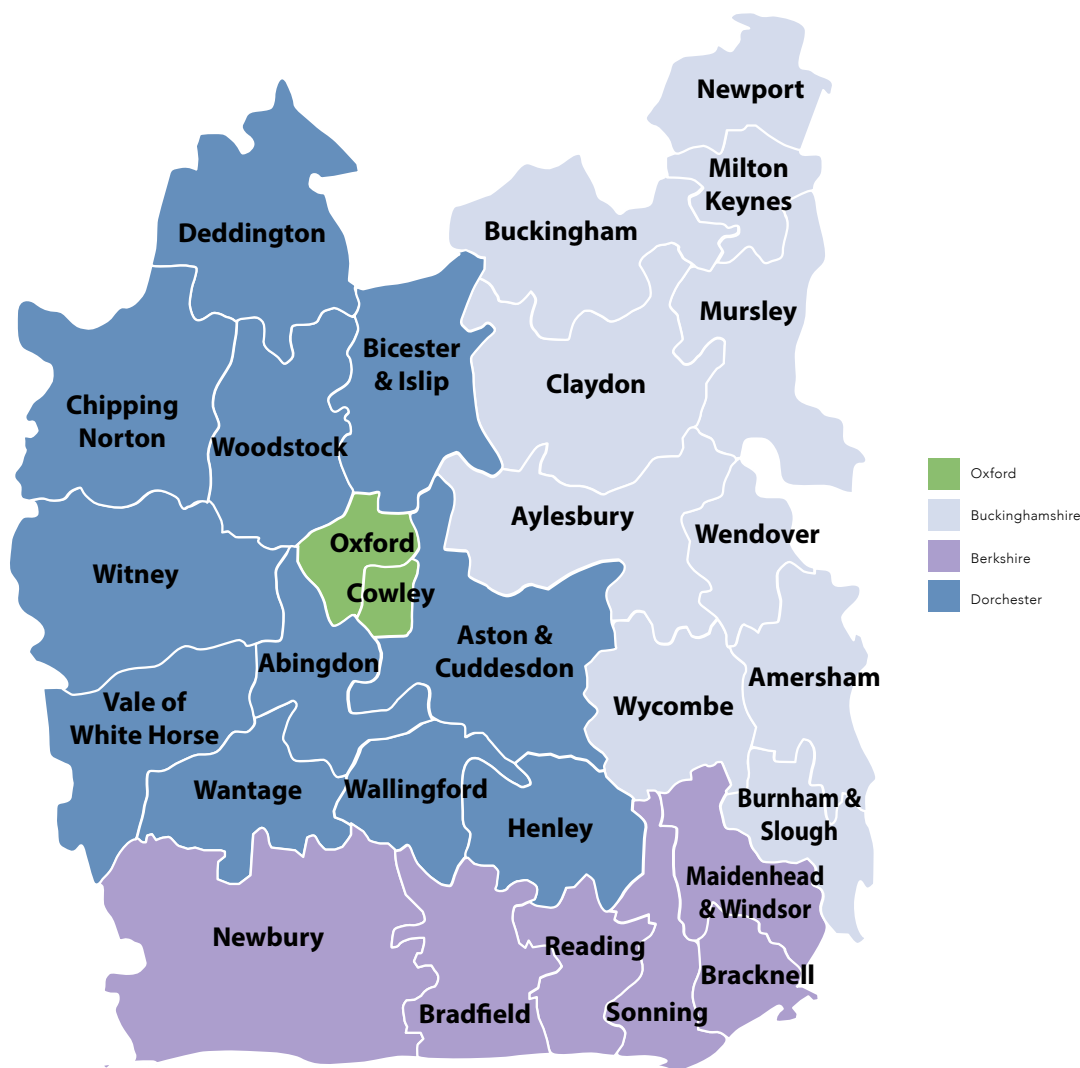 Newport
Milton
Keynes
Buckingham
Deddington
Mursley
Bicester
& Islip
Claydon
Chipping
Norton
Woodstock
Aylesbury
Wendover
Oxford
Witney
Cowley
Aston &
Cuddesdon
Abingdon
Amersham
Vale of
White Horse
Wycombe
Wantage
Wallingford
Burnham &
Slough
Henley
Maidenhead
& Windsor
Newbury
Reading
Bracknell
Bradfield
Sonning
Oxford
Buckinghamshire
Berkshire
Dorchester